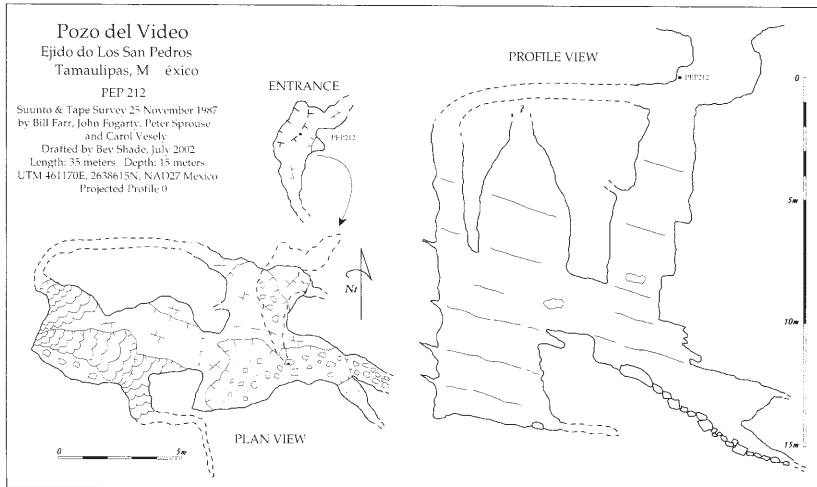 Pozo del Video
Ejido do Los San Pedros
Tamaulipas, M éxico
PEP 212
Suunto & Tape Survey 25 November 1987
by Bill Farr, John Fogarty, Peter Sprouse
and Carol Vesely
Drafted by Bev Shade, July 2002
Length: 35 meters Depth: 15 meters
UTM 461170E, 2638615N, NAD27 Mexico
Projected Profile 0
ENTRANCE
PEP212
Nt
PLAN VIEW
0 5m
PROFILE VIEW
PEP212
?
0
5m
10m
15m